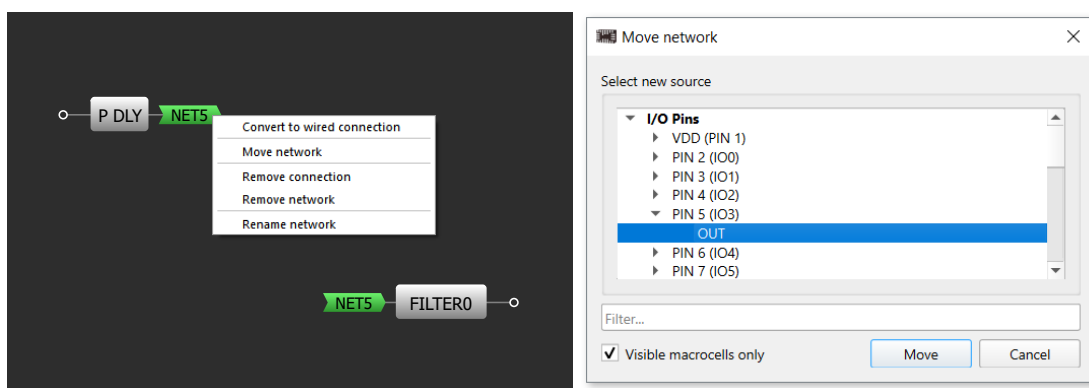 P DLY
NET5
Convert to wired connection
Move network
Remove connection
Remove network
Rename network
NET5
FILTER0
Move network
Select new source
I/O Pins
VDD (PIN 1)
PIN 2 (IO0)
PIN 3 (IO1)
PIN 4 (IO2)
PIN 5 (IO3)
OUT
PIN 6 (IO4)
PIN 7 (IO5)
Filter...
Visible macrocells only
Move
Cancel